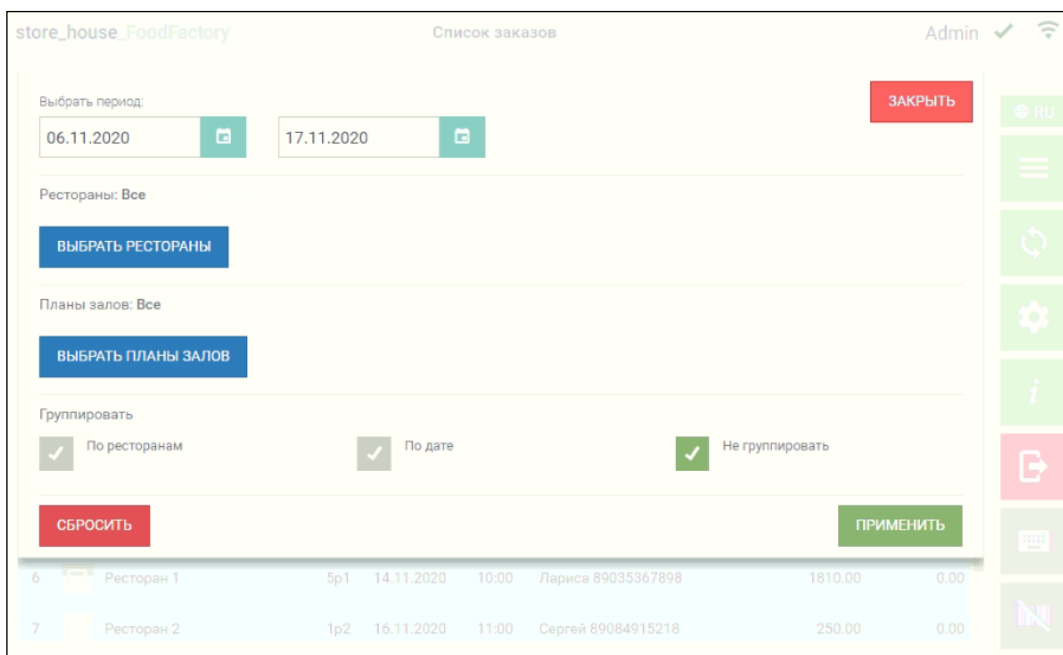 store_house_FoodFactory Список заказов Admin
Выбрать период: ЗАКРЫТЬ
RU
06.11.2020 17.11.2020
Рестораны: Все
ВЫБРАТЬ РЕСТОРАНЫ
Планы залов: Все
ВЫБРАТЬ ПЛАНЫ ЗАЛОВ
Группировать
По ресторанам По дате Не группировать
СБРОСИТЬ ПРИМЕНИТЬ
6 Ресторан 1 5р1 14.11.2020 10:00 Лариса 89035367898 1810.00 0.00
7 Ресторан 2 1р2 16.11.2020 11:00 Сергей 89084915218 250.00 0.00